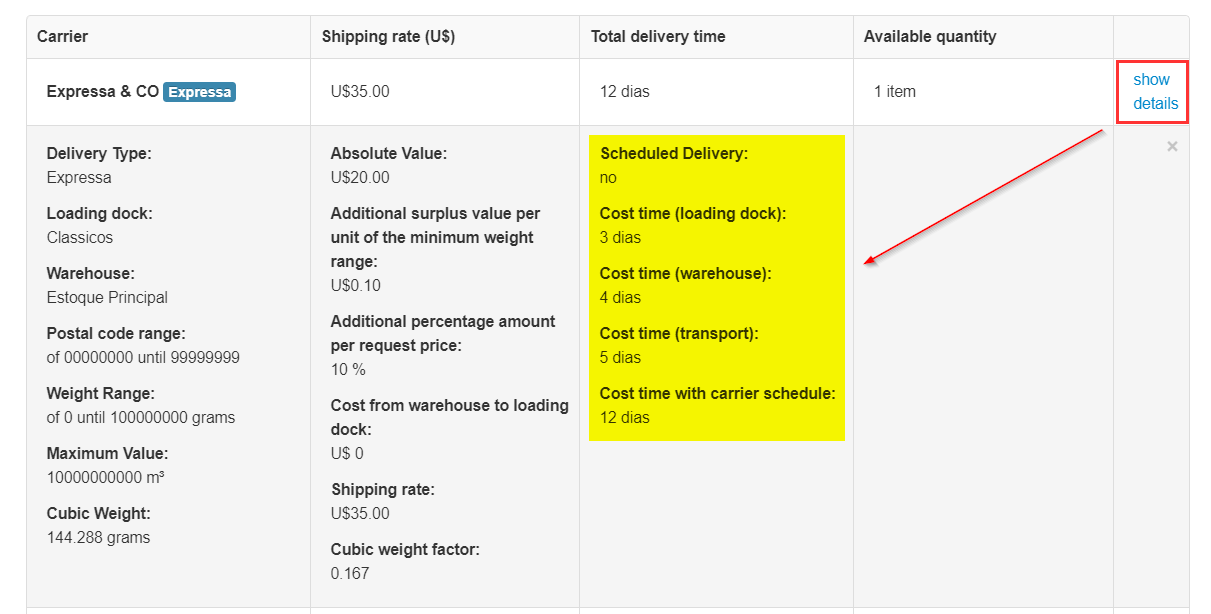 Carrier
Shipping rate (U$)
Total delivery time
Available quantity
Expressa & CO Expressa
U$35.00
12 dias
1 item
show
details
Delivery Type:
Expressa
Loading dock:
Classicos
Warehouse:
Estoque Principal
Postal code range:
of 00000000 until 99999999
Weight Range:
of 0 until 100000000 grams
Maximum Value:
10000000000 m³
Cubic Weight:
144.288 grams
Absolute Value:
U$20.00
Additional surplus value per
unit of the minimum weight
range:
U$0.10
Additional percentage amount
per request price:
10 %
Cost from warehouse to loading
dock:
U$ 0
Shipping rate:
U$35.00
Cubic weight factor:
0.167
Scheduled Delivery:
no
Cost time (loading dock):
3 dias
Cost time (warehouse):
4 dias
Cost time (transport):
5 dias
Cost time with carrier schedule:
12 dias
×